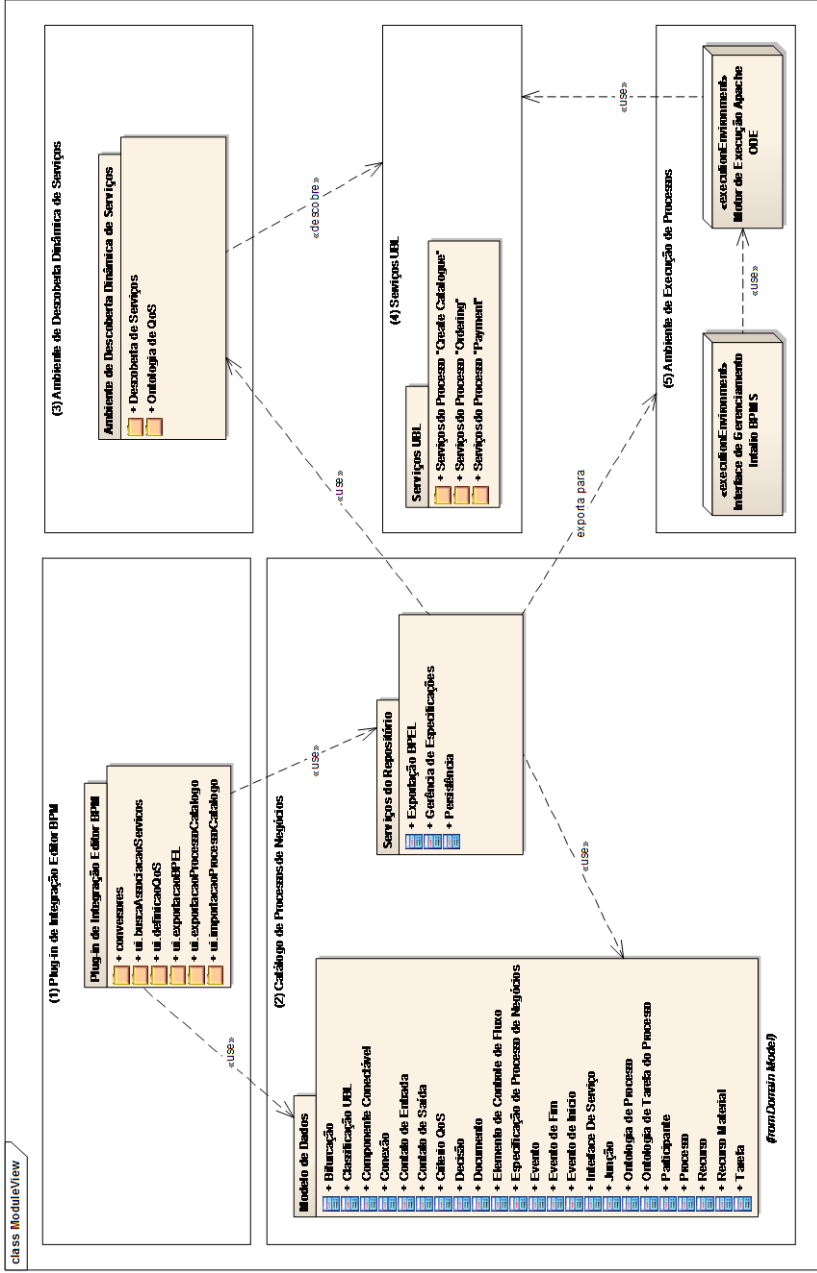 class ModuleView
(1) Plug-in de Integração Editor BPM
Plug-in de Integração Editor BPM
+ conversores
+ ui.buscaAssociacaoServicos
+ ui.definicaoQoS
+ ui.exportacaoBPEL
+ ui.exportacaoProcessoCatalogo
+ ui.importacaoProcessoCatalogo
«use»
«use»
(2) Catálogo de Processos de Negócios
Modelo de Dados
+ Bifurcação
+ Classificação UBL
+ Componente Conectável
+ Conexão
+ Contato de Entrada
+ Contato de Saída
+ Criterio QoS
+ Decisão
+ Documento
+ Elemento de Controle de Fluxo
+ Especificação de Processo de Negócios
+ Evento
+ Evento de Fim
+ Evento de Inicio
+ Interface De Serviço
+ Junção
+ Ontologia de Processo
+ Ontologia de Tarefa do Processo
+ Participante
+ Processo
+ Recurso
+ Recurso Material
+ Tarefa
(from Domain Model)
Serviços do Repositório
+ Exportação BPEL
+ Gerência de Especificações
+ Persistência
«use»
«use»
exporta para
(3) Ambiente de Descoberta Dinâmica de Serviços
Ambiente de Descoberta Dinâmica de Serviços
+ Descoberta de Serviços
+ Ontologia de QoS
«descobre»
(4) Serviços UBL
Serviços UBL
+ Serviços do Processo "Create Catalogue"
+ Serviços do Processo "Ordering"
+ Serviços do Processo "Payment"
«use»
(5) Ambiente de Execução de Processos
«executionEnvironment»
Interface de Gerenciamento
Intalio BPMS
«use»
«executionEnvironment»
Motor de Execução Apache
ODE